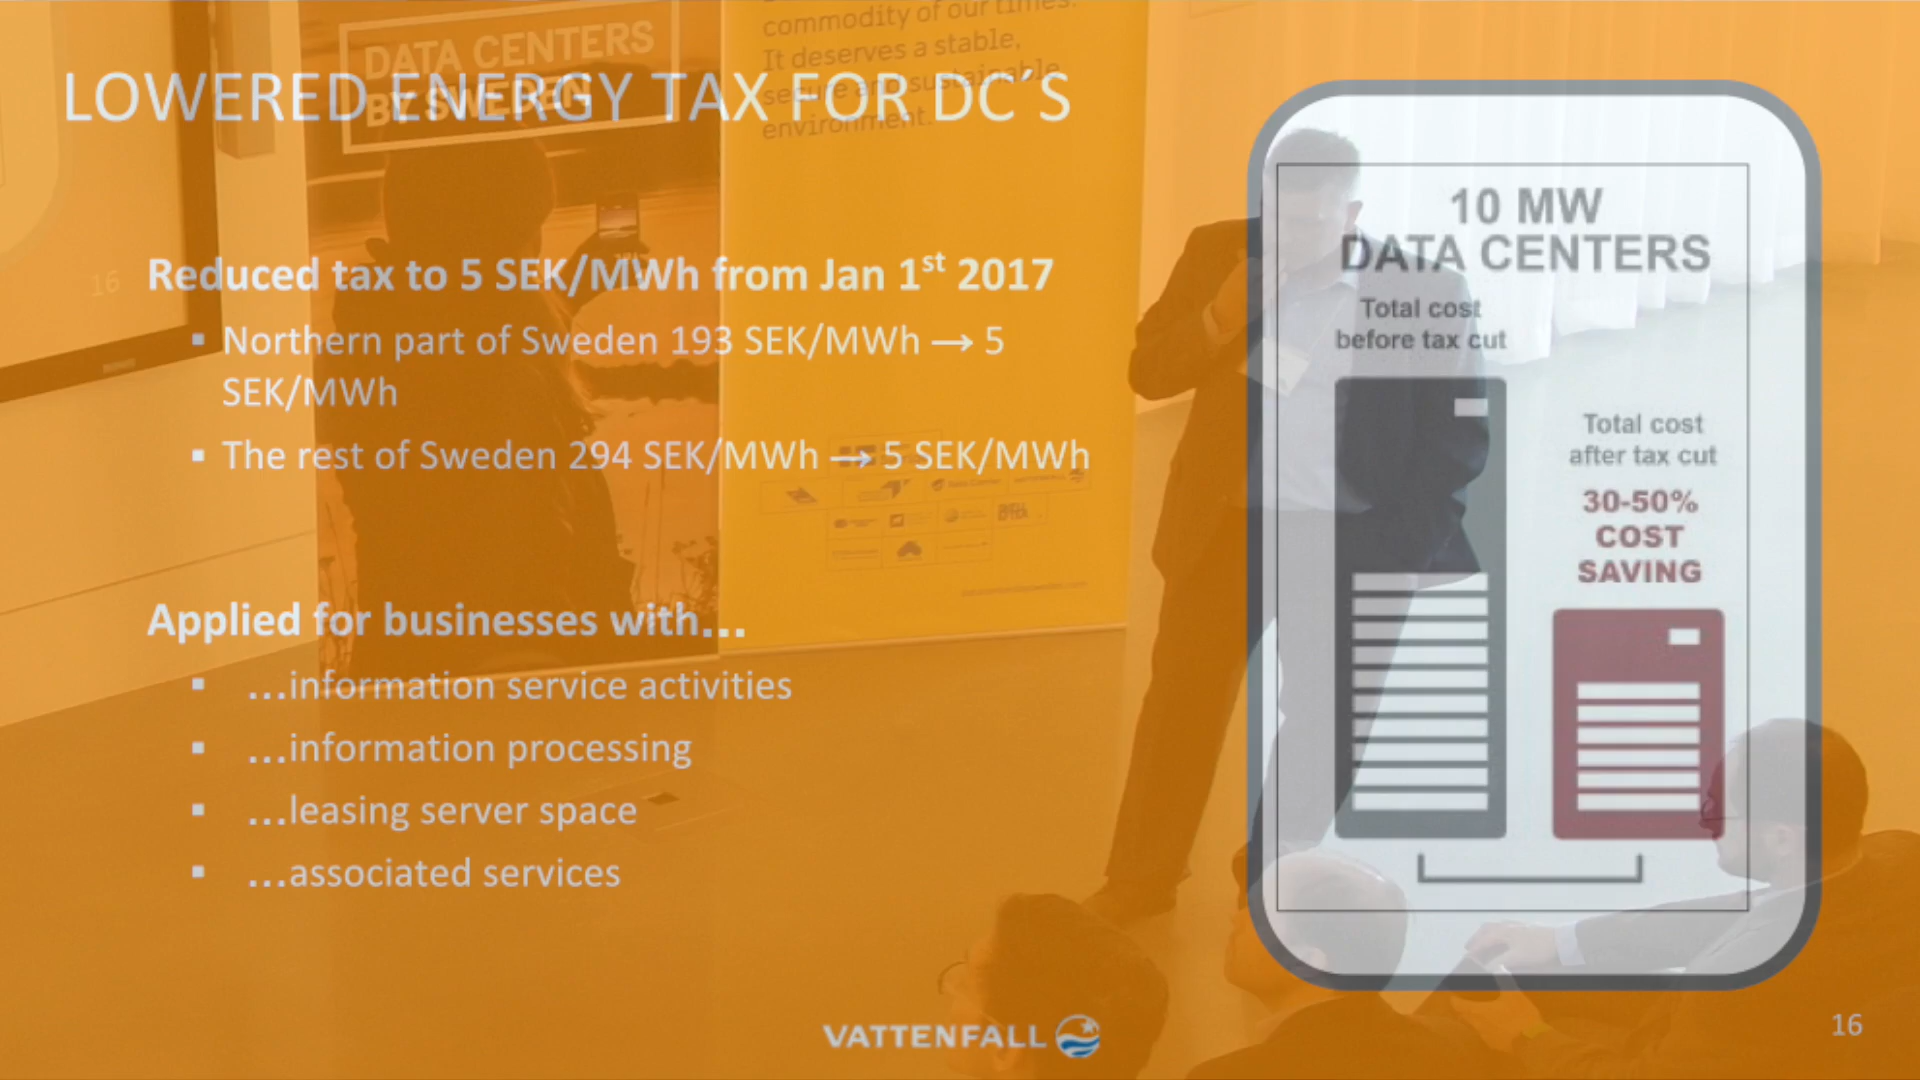 LOWERED ENERGY TAX FOR DC´S
DATA CENTERS
BY SWEDEN
commodity of our times.
It deserves a stable,
secure and sustainable
environment.
16
Reduced tax to 5 SEK/MWh from Jan 1st 2017
▪ Northern part of Sweden 193 SEK/MWh → 5
SEK/MWh
▪ The rest of Sweden 294 SEK/MWh → 5 SEK/MWh
Applied for businesses with...
▪ ...information service activities
▪ ...information processing
▪ ...leasing server space
▪ ...associated services
10 MW
DATA CENTERS
Total cost
before tax cut
Total cost
after tax cut
30-50%
COST
SAVING
VATTENFALL
16